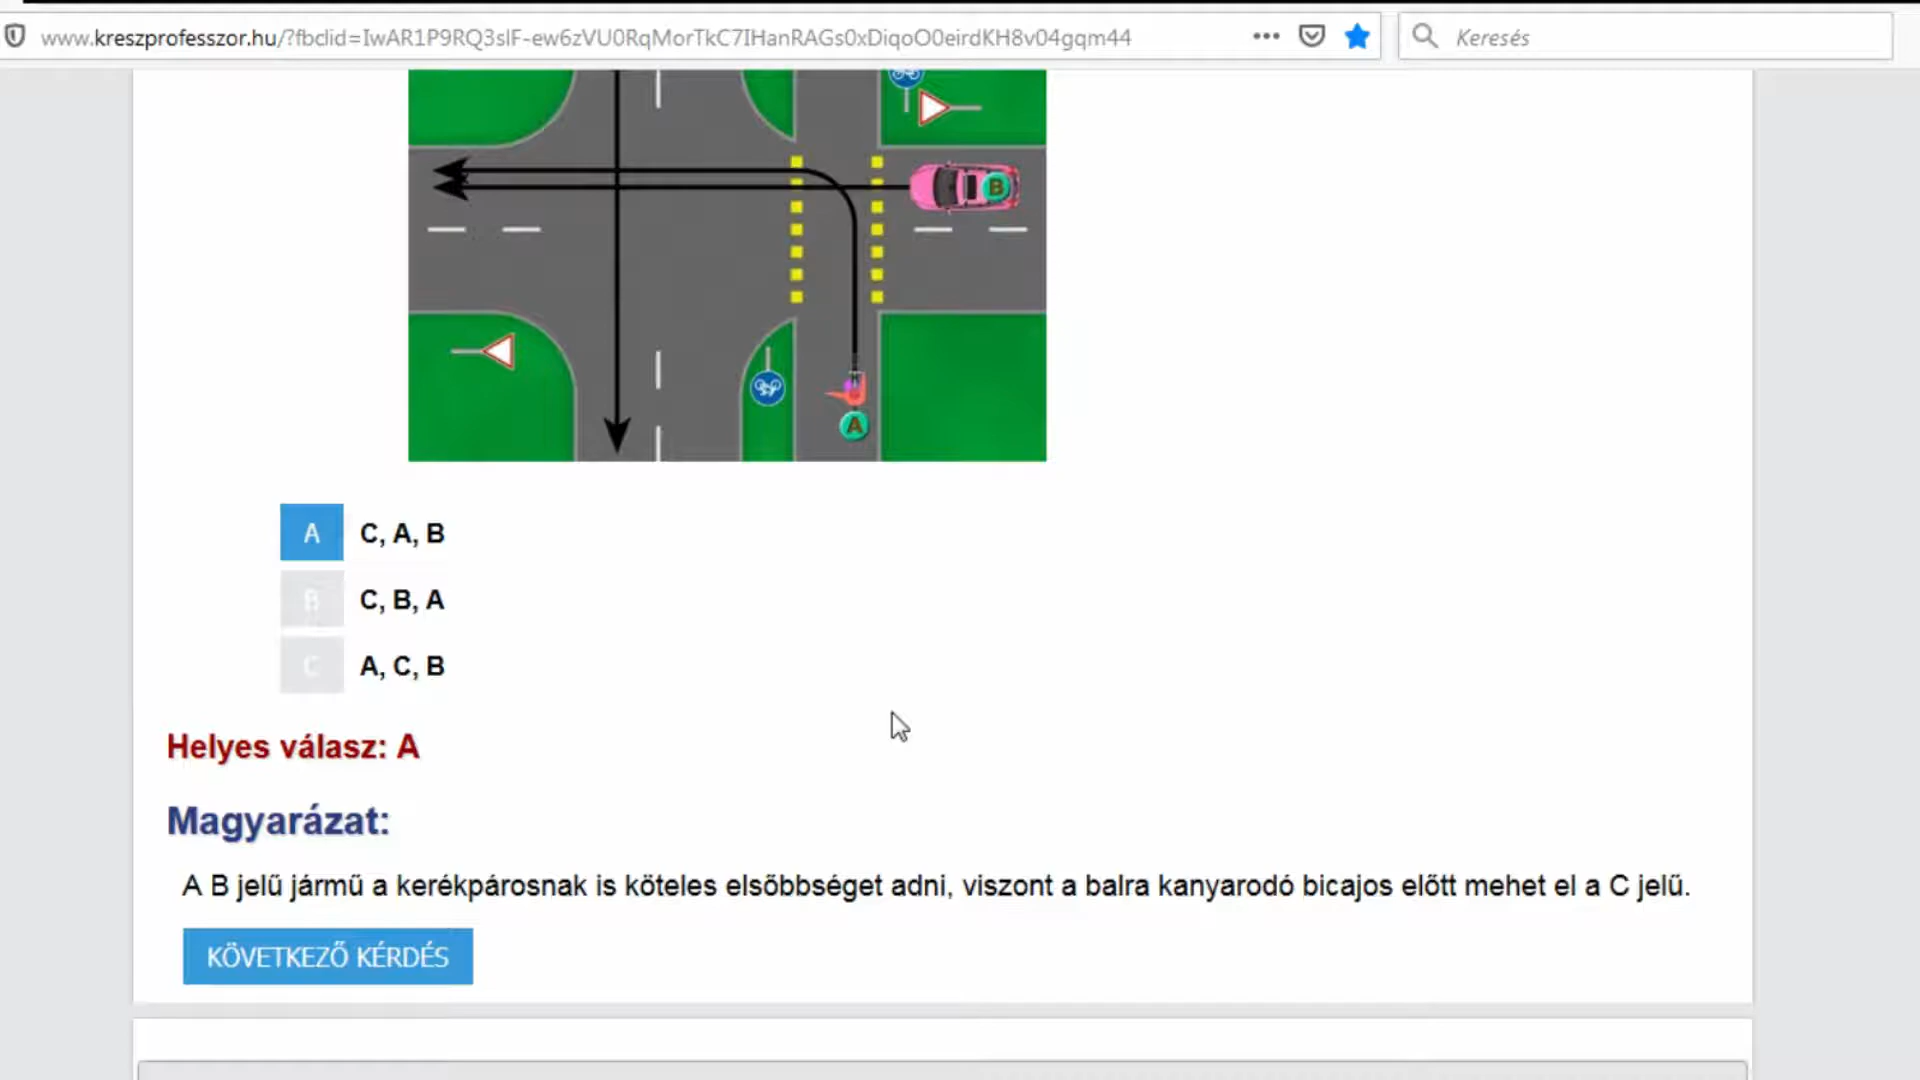 www.kreszprofesszor.hu/?fbclid=IwAR1P9RQ3slF-ew6zVU0RqMorTkC7IHanRAGs0xDiqoO0eirdKH8v04gqm44
Keresés
B
A
A C, A, B
B C, B, A
C A, C, B
Helyes válasz: A
Magyarázat:
A B jelű jármű a kerékpárosnak is köteles elsőbbséget adni, viszont a balra kanyarodó bicajos előtt mehet el a C jelű.
KÖVETKEZŐ KÉRDÉS